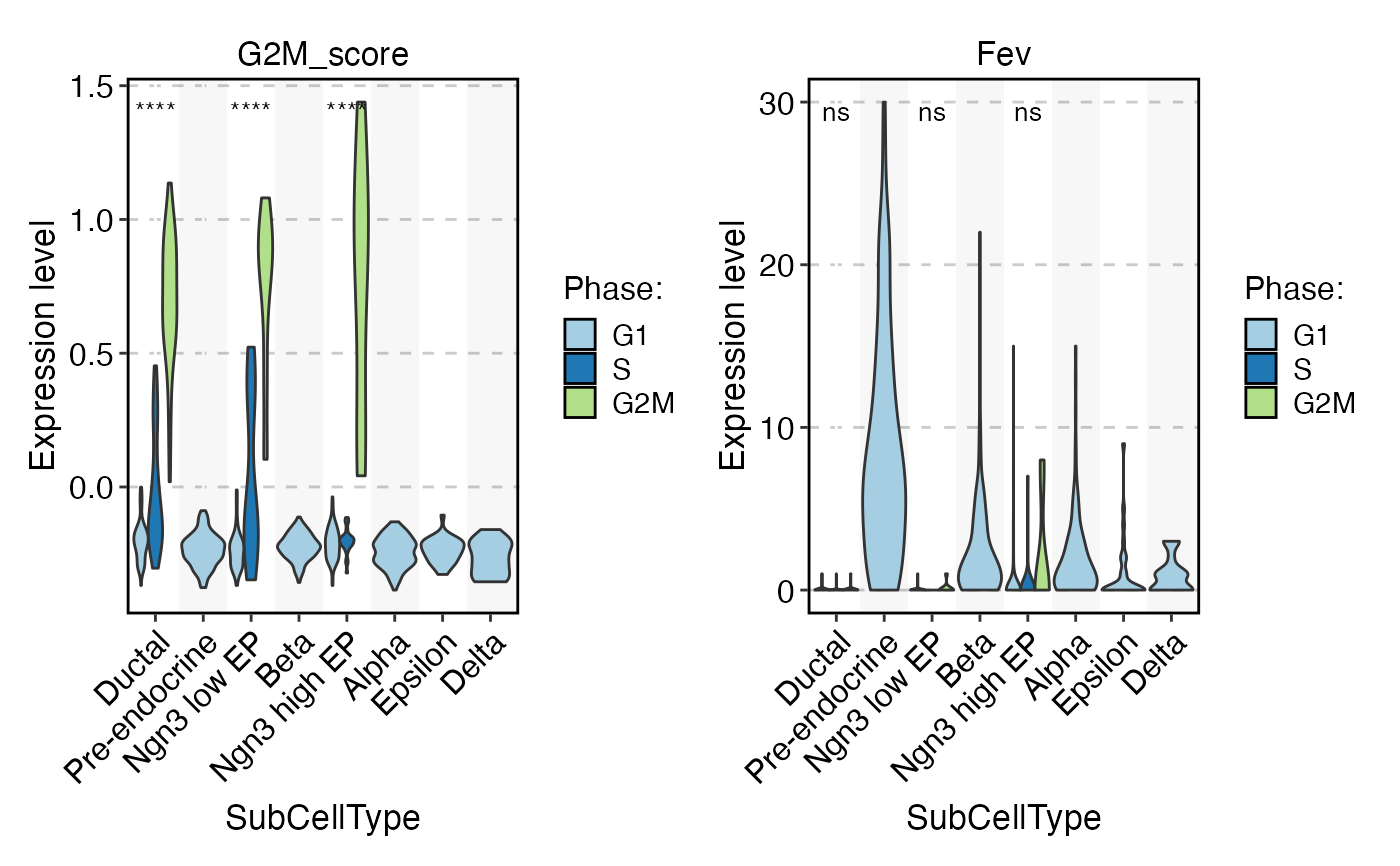 G2M_score
1.5
1.0
0.5
0.0
Expression level
****
****
****
Ductal
Pre-endocrine
Ngn3 low EP
Beta
Ngn3 high EP
Alpha
Epsilon
Delta
SubCellType
Phase:
G1
S
G2M
Fev
30
20
10
0
Expression level
ns
ns
ns
Ductal
Pre-endocrine
Ngn3 low EP
Beta
Ngn3 high EP
Alpha
Epsilon
Delta
SubCellType
Phase:
G1
S
G2M